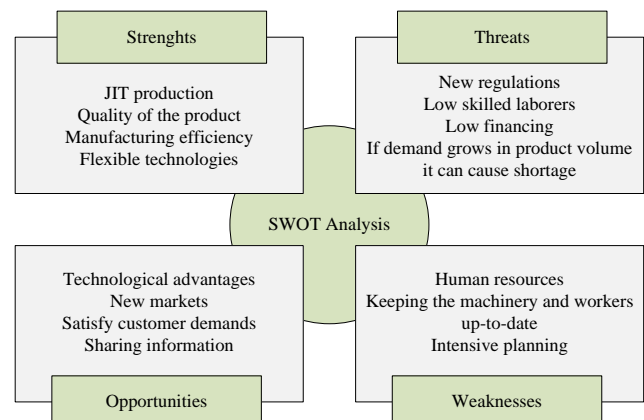 Strenghts
JIT production
Quality of the product
Manufacturing efficiency
Flexible technologies
Threats
New regulations
Low skilled laborers
Low financing
If demand grows in product volume
it can cause shortage
SWOT Analysis
Technological advantages
New markets
Satisfy customer demands
Sharing information
Opportunities
Human resources
Keeping the machinery and workers
up-to-date
Intensive planning
Weaknesses